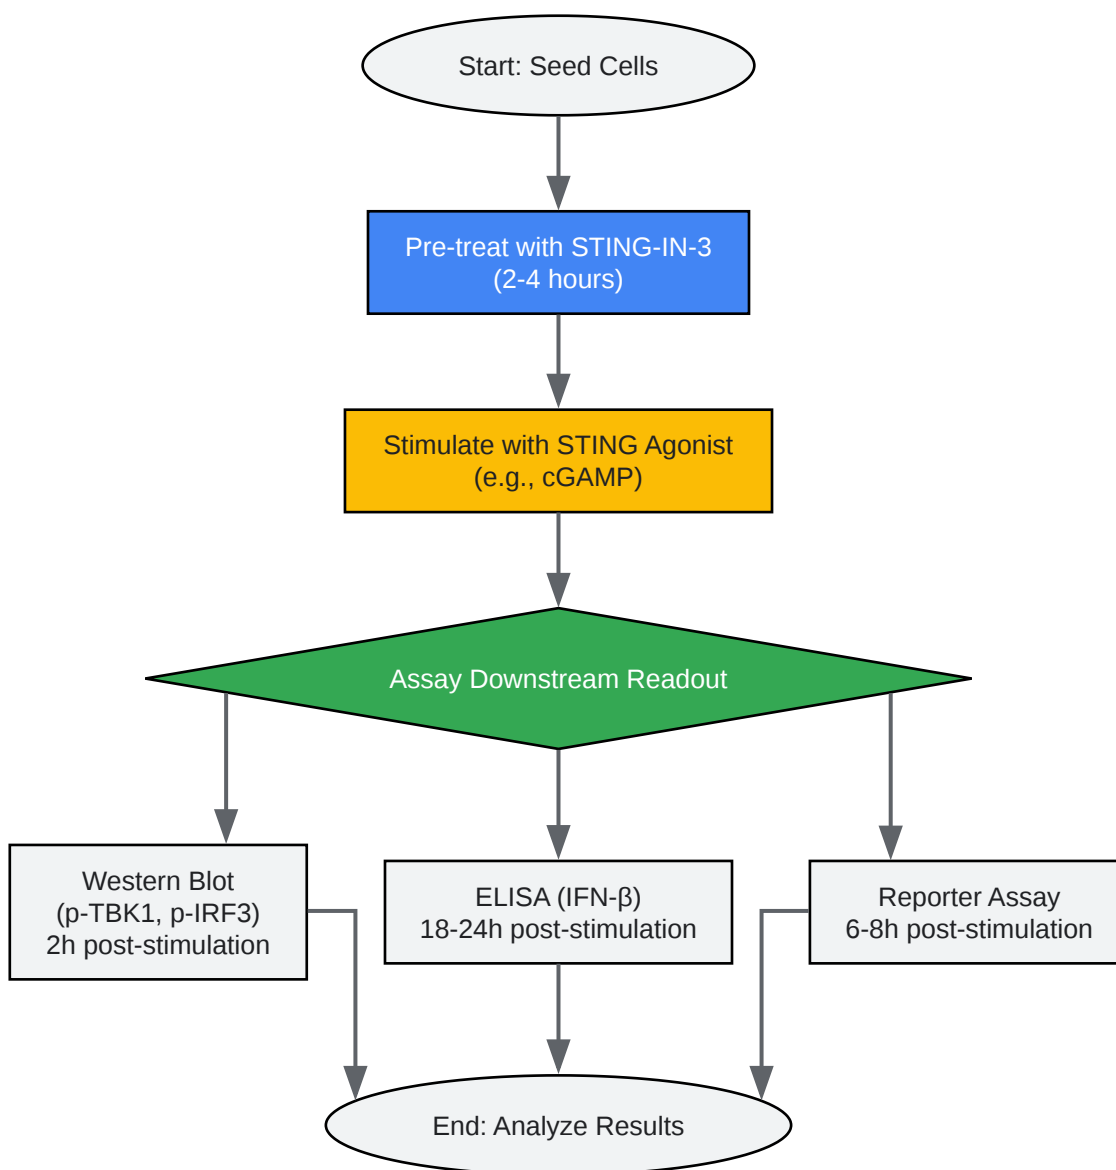 Start: Seed Cells
Pre-treat with STING-IN-3
(2-4 hours)
Stimulate with STING Agonist
(e.g., cGAMP)
Assay Downstream Readout
Western Blot
(p-TBK1, p-IRF3)
2h post-stimulation
ELISA (IFN-β)
18-24h post-stimulation
Reporter Assay
6-8h post-stimulation
End: Analyze Results